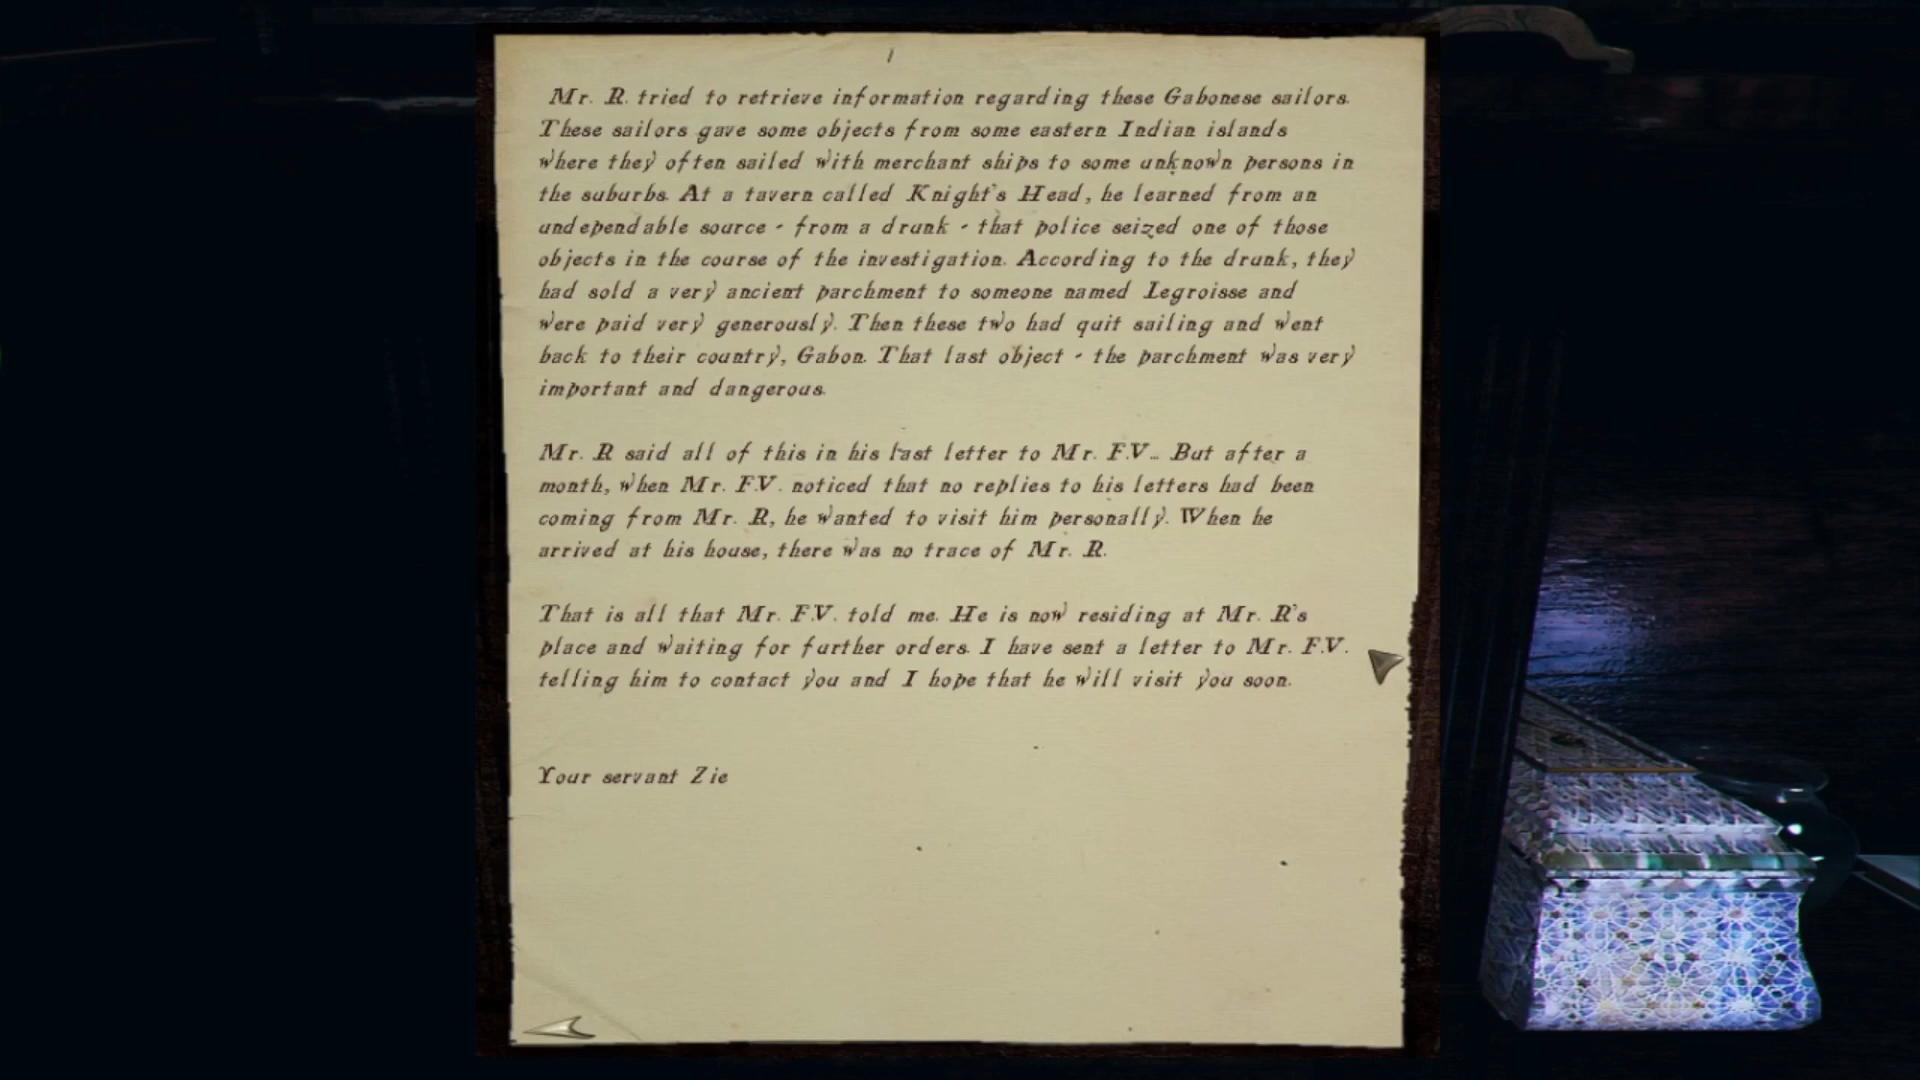 Mr. R. tried to retrieve information regarding these Gabonese sailors.
These sailors gave some objects from some eastern Indian islands
where they often sailed with merchant ships to some unknown persons in
the suburbs. At a tavern called Knight's Head, he learned from an
undependable source - from a drunk - that police seized one of those
objects in the course of the investigation. According to the drunk, they
had sold a very ancient parchment to someone named Legroisse and
were paid very generously. Then these two had quit sailing and went
back to their country, Gabon. That last object - the parchment was very
important and dangerous.
Mr. R said all of this in his last letter to Mr. F.V... But after a
month, when Mr. F.V. noticed that no replies to his letters had been
coming from Mr. R, he wanted to visit him personally. When he
arrived at his house, there was no trace of Mr. R.
That is all that Mr. F.V. told me. He is now residing at Mr. R's
place and waiting for further orders. I have sent a letter to Mr. F.V.
telling him to contact you and I hope that he will visit you soon.
Your servant Zie